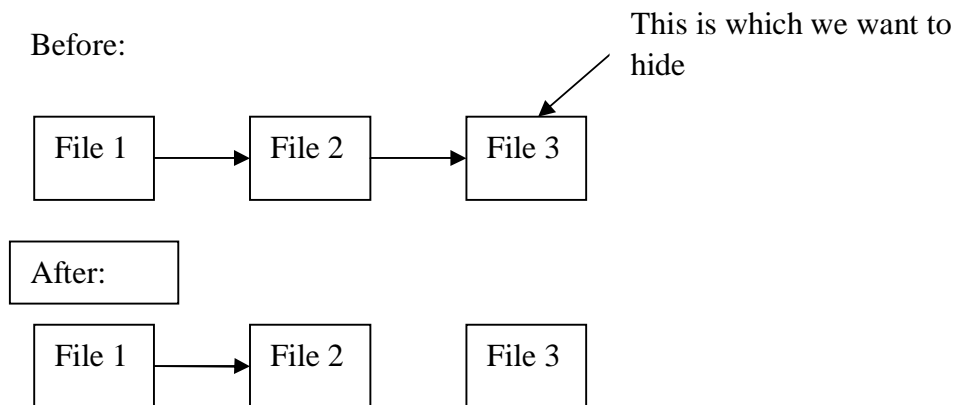 This is which we want to
hide
Before:
File 1
File 2
File 3
After:
File 1
File 2
File 3